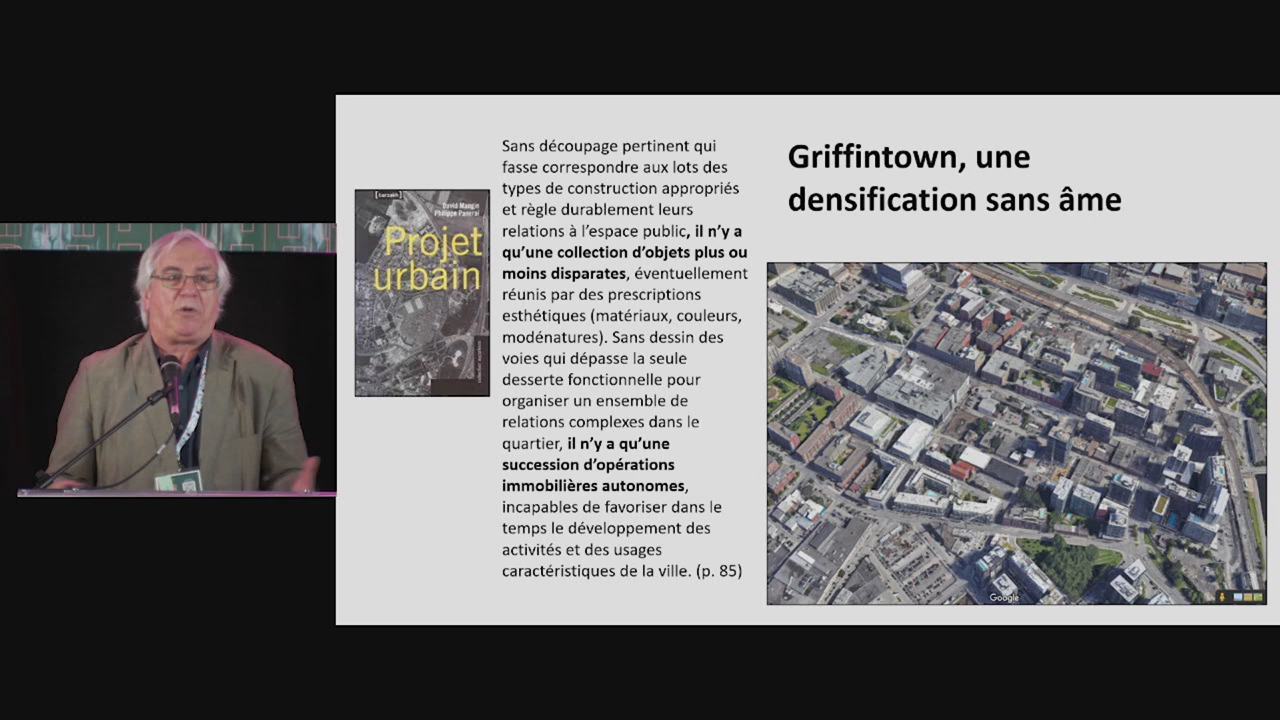 [barzakh]
David Mangin
Philippe Panerai
Projet
urbain
Sans découpage pertinent qui
fasse correspondre aux lots des
types de construction appropriés
et règle durablement leurs
relations à l’espace public, il n’y a
qu’une collection d’objets plus ou
moins disparates, éventuellement
réunis par des prescriptions
esthétiques (matériaux, couleurs,
modénatures). Sans dessin des
voies qui dépasse la seule
desserte fonctionnelle pour
organiser un ensemble de
relations complexes dans le
quartier, il n’y a qu’une
succession d’opérations
immobilières autonomes,
incapables de favoriser dans le
temps le développement des
activités et des usages
caractéristiques de la ville. (p. 85)
Griffintown, une
densification sans âme
Google